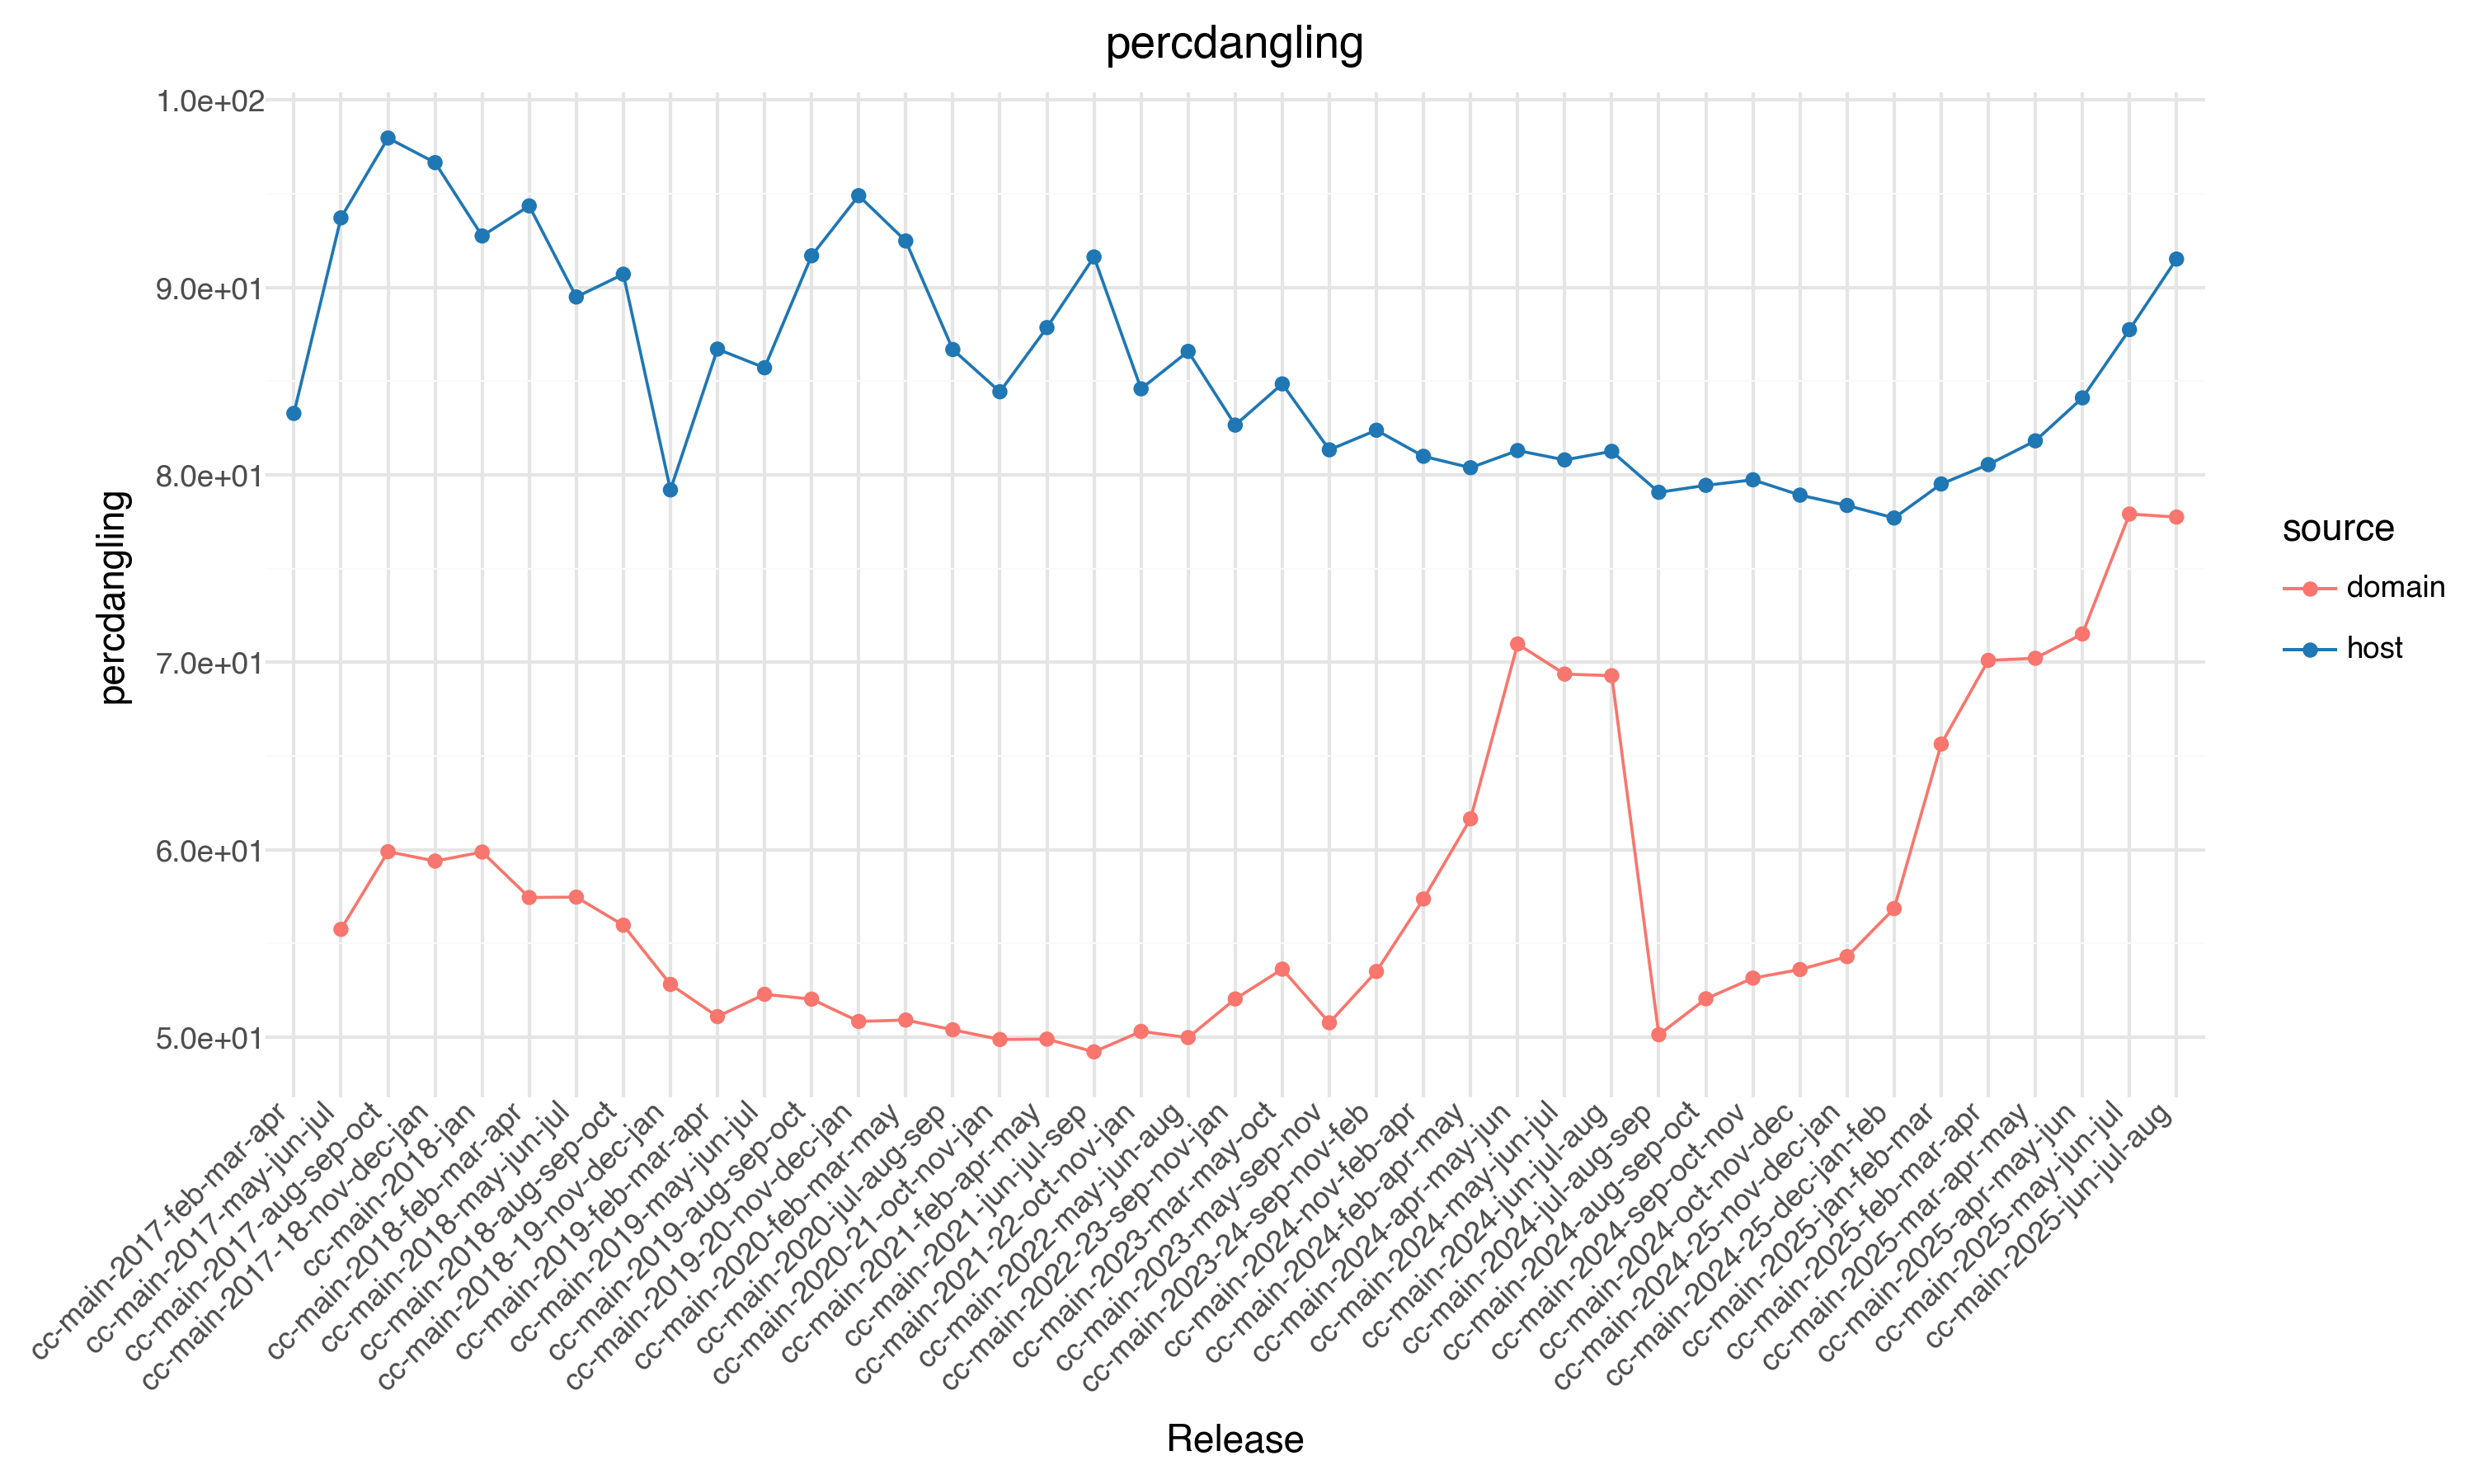 percdangling
percdangling
1.0e+02
9.0e+01
8.0e+01
7.0e+01
6.0e+01
5.0e+01
cc-main-2017-feb-mar-apr
cc-main-2017-may-jun-jul
cc-main-2017-aug-sep-oct
cc-main-2017-18-nov-dec-jan
cc-main-2018-jan
cc-main-2018-feb-mar-apr
cc-main-2018-may-jun-jul
cc-main-2018-aug-sep-oct
cc-main-2018-19-nov-dec-jan
cc-main-2019-feb-mar-apr
cc-main-2019-may-jun-jul
cc-main-2019-aug-sep-oct
cc-main-2019-20-nov-dec-jan
cc-main-2020-feb-mar-may
cc-main-2020-jul-aug-sep
cc-main-2020-21-oct-nov-jan
cc-main-2021-feb-apr-may
cc-main-2021-jun-jul-sep
cc-main-2021-22-oct-nov-jan
cc-main-2022-may-jun-aug
cc-main-2022-23-sep-nov-jan
cc-main-2023-mar-may-oct
cc-main-2023-may-sep-nov
cc-main-2023-24-sep-nov-feb
cc-main-2024-nov-feb-apr
cc-main-2024-feb-apr-may
cc-main-2024-apr-may-jun
cc-main-2024-may-jun-jul
cc-main-2024-jun-jul-aug
cc-main-2024-jul-aug-sep
cc-main-2024-aug-sep-oct
cc-main-2024-sep-oct-nov
cc-main-2024-oct-nov-dec
cc-main-2024-25-nov-dec-jan
cc-main-2024-25-dec-jan-feb
cc-main-2025-jan-feb-mar
cc-main-2025-feb-mar-apr
cc-main-2025-mar-apr-may
cc-main-2025-apr-may-jun
cc-main-2025-may-jun-jul
cc-main-2025-jun-jul-aug
Release
source
domain
host